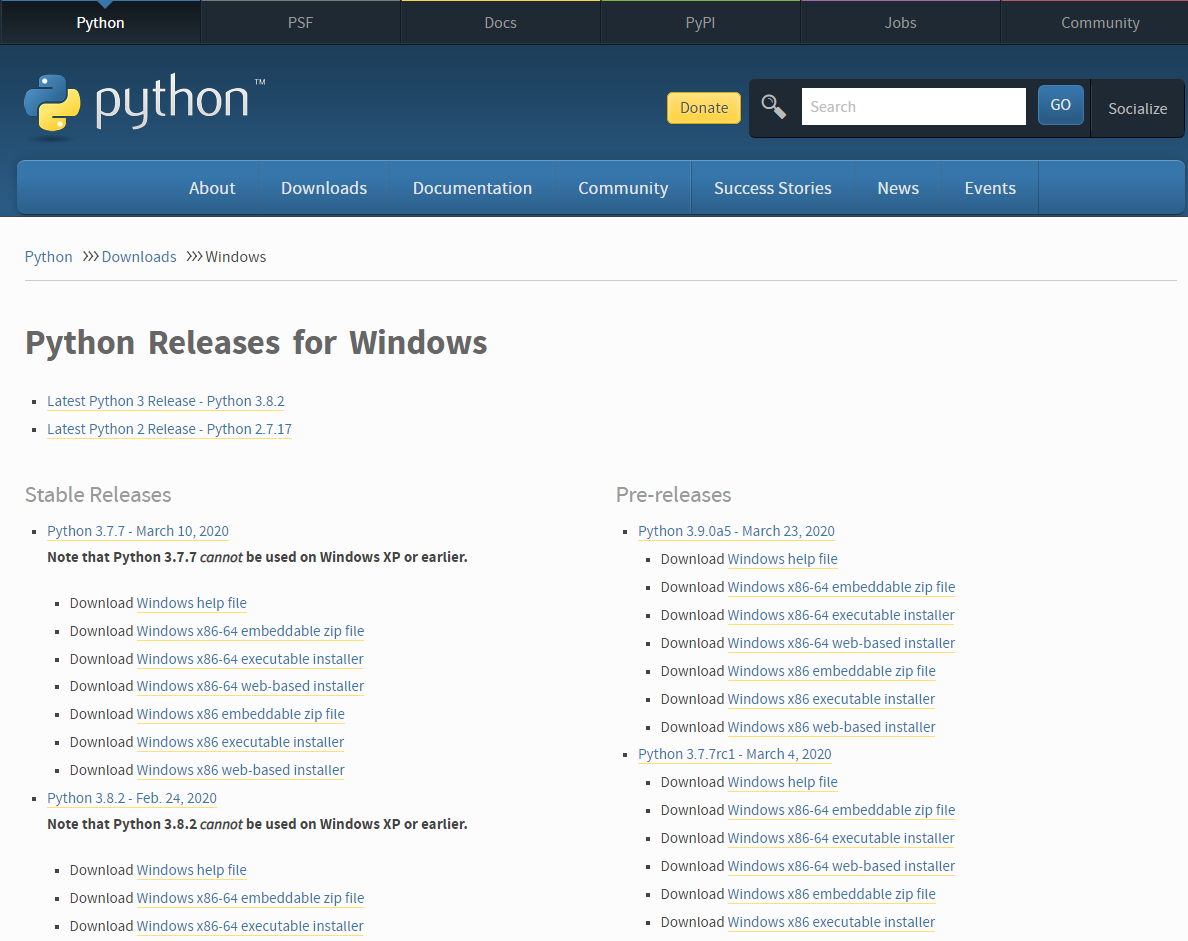 Python PSF Docs PyPI Jobs Community
python™
Donate Search GO Socialize
About Downloads Documentation Community Success Stories News Events
Python >>> Downloads >>> Windows
Python Releases for Windows
Latest Python 3 Release - Python 3.8.2
Latest Python 2 Release - Python 2.7.17
Stable Releases
Python 3.7.7 - March 10, 2020
Note that Python 3.7.7 cannot be used on Windows XP or earlier.
Download Windows help file
Download Windows x86-64 embeddable zip file
Download Windows x86-64 executable installer
Download Windows x86-64 web-based installer
Download Windows x86 embeddable zip file
Download Windows x86 executable installer
Download Windows x86 web-based installer
Python 3.8.2 - Feb. 24, 2020
Note that Python 3.8.2 cannot be used on Windows XP or earlier.
Download Windows help file
Download Windows x86-64 embeddable zip file
Download Windows x86-64 executable installer
Pre-releases
Python 3.9.0a5 - March 23, 2020
Download Windows help file
Download Windows x86-64 embeddable zip file
Download Windows x86-64 executable installer
Download Windows x86-64 web-based installer
Download Windows x86 embeddable zip file
Download Windows x86 executable installer
Download Windows x86 web-based installer
Python 3.7.7rc1 - March 4, 2020
Download Windows help file
Download Windows x86-64 embeddable zip file
Download Windows x86-64 executable installer
Download Windows x86-64 web-based installer
Download Windows x86 embeddable zip file
Download Windows x86 executable installer